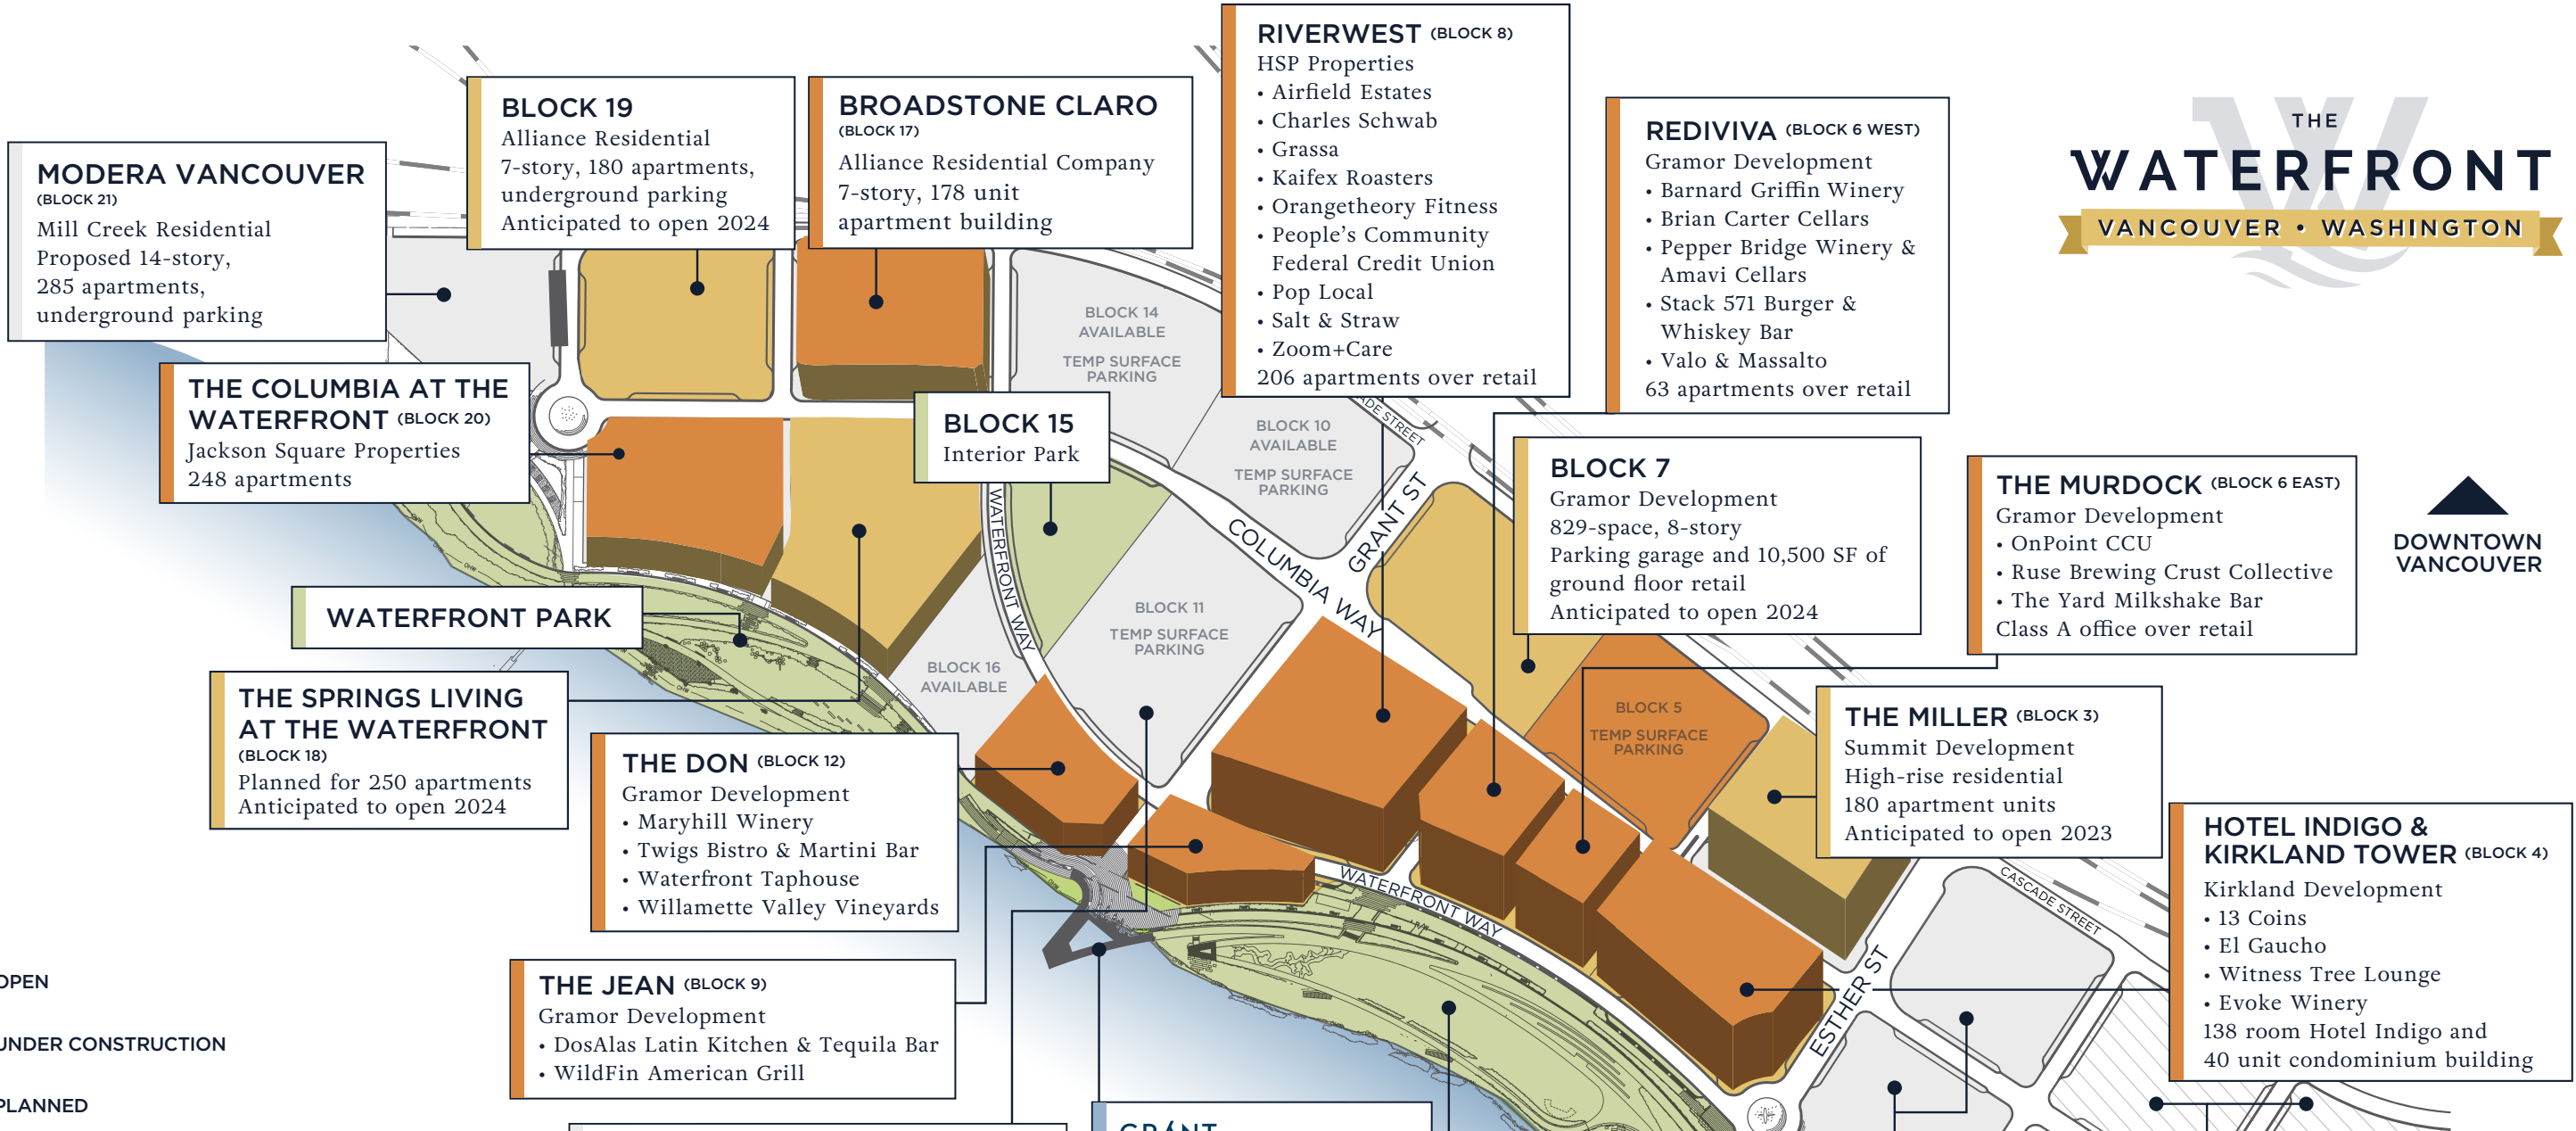 THE
WATERFRONT
VANCOUVER • WASHINGTON
MODERA VANCOUVER
(BLOCK 21)
Mill Creek Residential
Proposed 14-story,
285 apartments,
underground parking
BLOCK 19
Alliance Residential
7-story, 180 apartments,
underground parking
Anticipated to open 2024
BROADSTONE CLARO
(BLOCK 17)
Alliance Residential Company
7-story, 178 unit
apartment building
RIVERWEST (BLOCK 8)
HSP Properties
• Airfield Estates
• Charles Schwab
• Grassa
• Kaifex Roasters
• Orangetheory Fitness
• People's Community
Federal Credit Union
• Pop Local
• Salt & Straw
• Zoom+Care
206 apartments over retail
REDIVIVA (BLOCK 6 WEST)
Gramor Development
• Barnard Griffin Winery
• Brian Carter Cellars
• Pepper Bridge Winery &
Amavi Cellars
• Stack 571 Burger &
Whiskey Bar
• Valo & Massalto
63 apartments over retail
THE COLUMBIA AT THE
WATERFRONT (BLOCK 20)
Jackson Square Properties
248 apartments
BLOCK 15
Interior Park
BLOCK 14
AVAILABLE
TEMP SURFACE
PARKING
BLOCK 10
AVAILABLE
TEMP SURFACE
PARKING
BLOCK 7
Gramor Development
829-space, 8-story
Parking garage and 10,500 SF of
ground floor retail
Anticipated to open 2024
THE MURDOCK (BLOCK 6 EAST)
Gramor Development
• OnPoint CCU
• Ruse Brewing Crust Collective
• The Yard Milkshake Bar
Class A office over retail
DOWNTOWN
VANCOUVER
WATERFRONT WAY
COLUMBIA WAY
GRANT ST
WATERFRONT PARK
BLOCK 11
TEMP SURFACE
PARKING
BLOCK 16
AVAILABLE
BLOCK 5
TEMP SURFACE
PARKING
THE SPRINGS LIVING
AT THE WATERFRONT
(BLOCK 18)
Planned for 250 apartments
Anticipated to open 2024
THE DON (BLOCK 12)
Gramor Development
• Maryhill Winery
• Twigs Bistro & Martini Bar
• Waterfront Taphouse
• Willamette Valley Vineyards
THE MILLER (BLOCK 3)
Summit Development
High-rise residential
180 apartment units
Anticipated to open 2023
HOTEL INDIGO &
KIRKLAND TOWER (BLOCK 4)
Kirkland Development
• 13 Coins
• El Gaucho
• Witness Tree Lounge
• Evoke Winery
138 room Hotel Indigo and
40 unit condominium building
WATERFRONT WAY
CASCADE STREET
ESTHER ST
THE JEAN (BLOCK 9)
Gramor Development
• DosAlas Latin Kitchen & Tequila Bar
• WildFin American Grill
OPEN
UNDER CONSTRUCTION
PLANNED